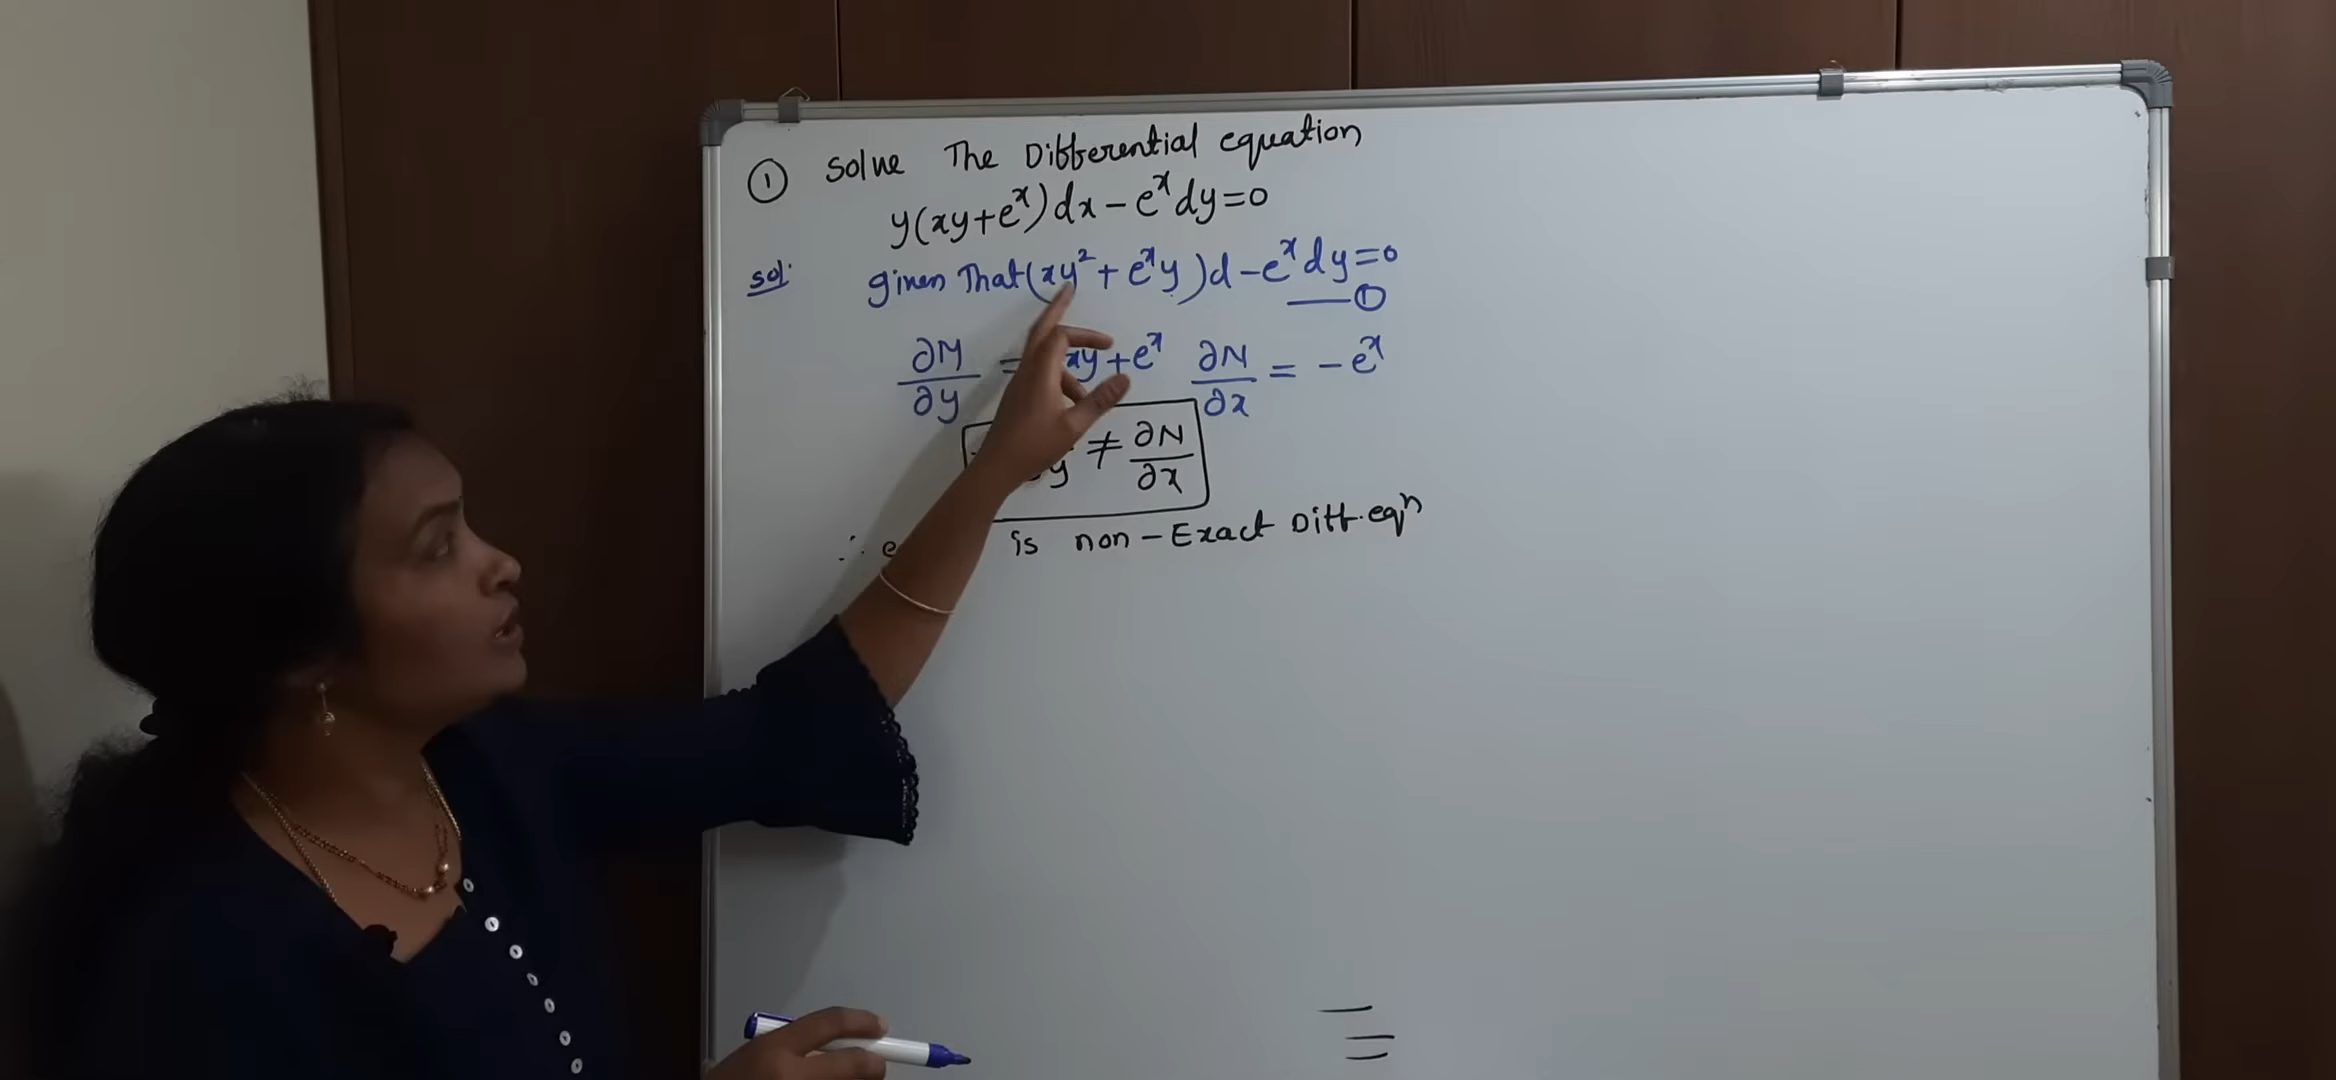 ① Solve The Differential equation
y(xy+eˣ)dx-eˣdy=0
Sol: given That (xy²+eˣy)d-eˣdy=0
—①
∂M/∂y = xy+eˣ ∂N/∂x = -eˣ
y ≠ ∂N/∂x
∴ is non-Exact Diff.eqⁿ